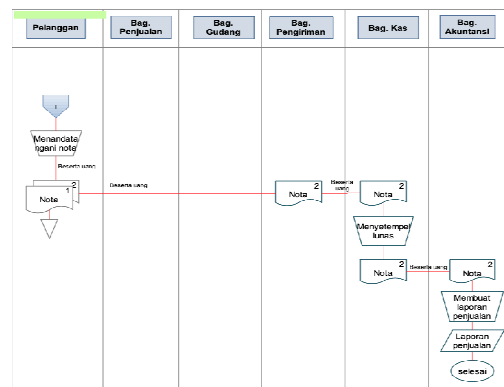 Pelanggan
Bag.
Penjualan
Bag.
Gudang
Bag.
Pengiriman
Bag. Kas
Bag.
Akuntansi
1
Menandata
ngani note
Beserta uang
2
1
Nota
Beserta uang
2
Nota
Beserta
uang
2
Nota
Menyetempel
lunas
2
Nota
Beserta uang
2
Nota
Membuat
laporan
penjualan
Laporan
penjualan
selesai